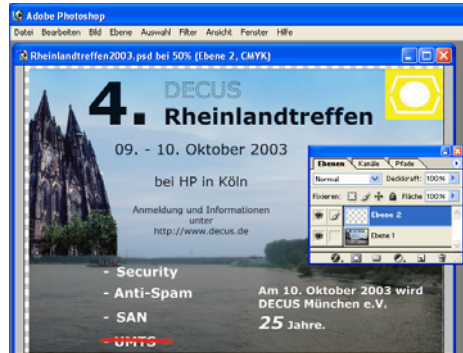 Adobe Photoshop
Datei Bearbeiten Bild Ebene Auswahl Filter Ansicht Fenster Hilfe
Rheinlandtreffen2003.psd bei 50% (Ebene 2, CMYK)
4. DECUS
Rheinlandtreffen
09. - 10. Oktober 2003
bei HP in Köln
Anmeldung und Informationen
unter
http://www.decus.de
Ebenen Kanäle Pfade
Normal Deckkraft: 100%
Fixieren: Fläche 100%
Ebene 2
Ebene 1
- Security
- Anti-Spam
- SAN
- UMTS
Am 10. Oktober 2003 wird
DECUS München e.V.
25 Jahre.